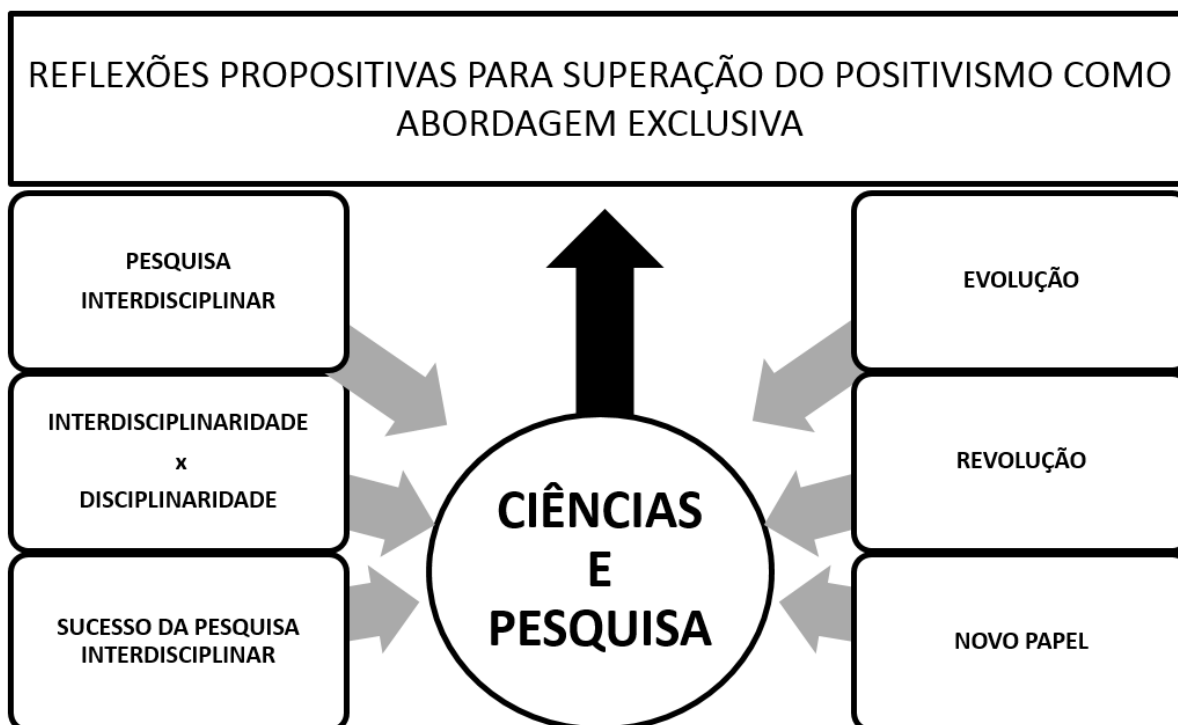 REFLEXÕES PROPOSITIVAS PARA SUPERAÇÃO DO POSITIVISMO COMO
ABORDAGEM EXCLUSIVA
PESQUISA
INTERDISCIPLINAR
INTERDISCIPLINARIDADE
x
DISCIPLINARIDADE
SUCESSO DA PESQUISA
INTERDISCIPLINAR
CIÊNCIAS
E
PESQUISA
EVOLUÇÃO
REVOLUÇÃO
NOVO PAPEL